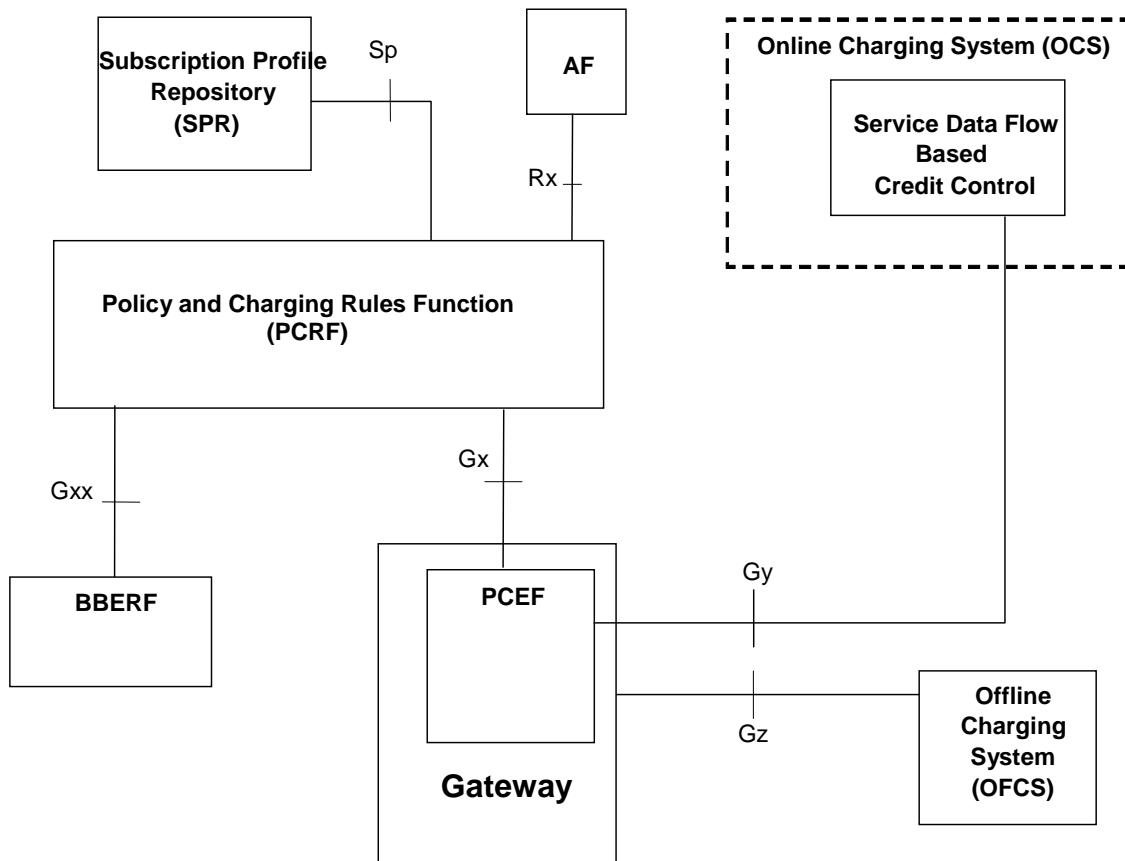 Subscription Profile
Repository
(SPR)
Sp
AF
Online Charging System (OCS)
Service Data Flow
Based
Credit Control
Rx
Policy and Charging Rules Function
(PCRF)
Gxx
Gx
BBERF
PCEF
Gy
Gz
Gateway
Offline
Charging
System
(OFCS)